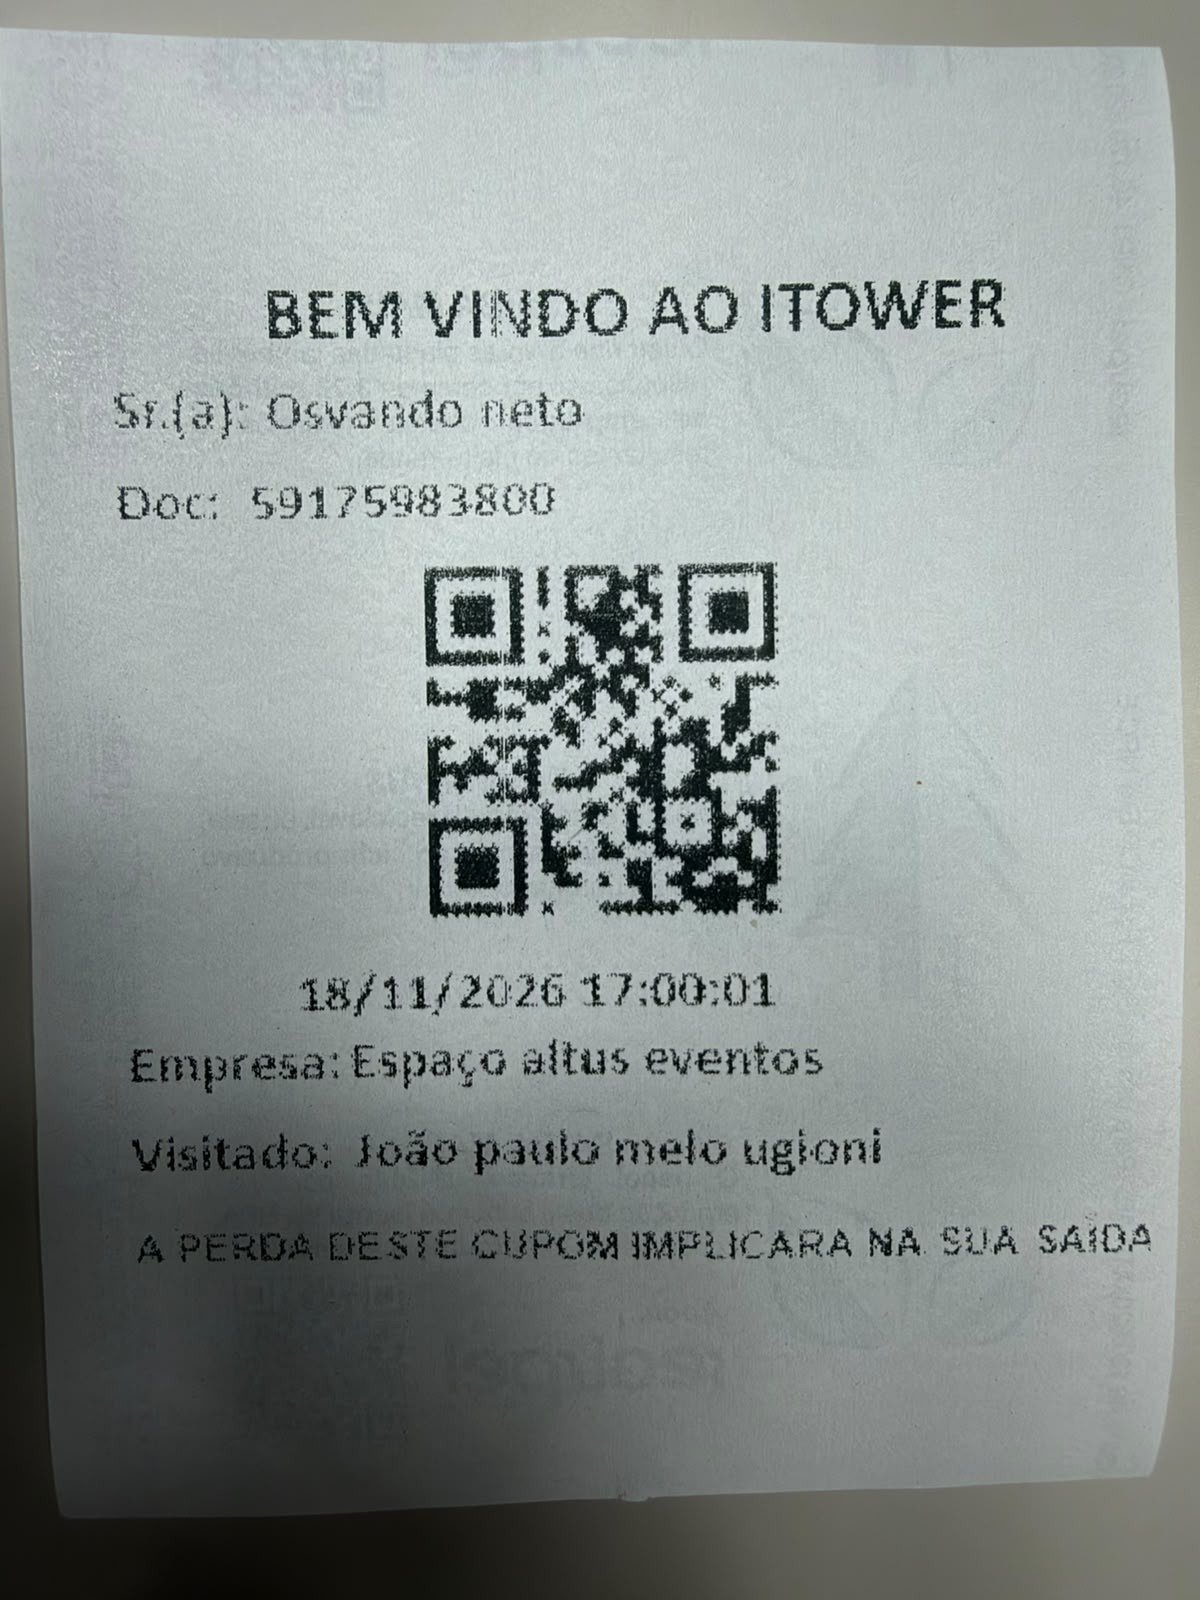 BEM VINDO AO ITOWER
Sr.(a): Osvando neto
Doc: 59175983800
18/11/2026 17:00:01
Empresa: Espaço altus eventos
Visitado: João paulo melo ugioni
A PERDA DESTE CUPOM IMPLICARA NA SUA SAÍDA